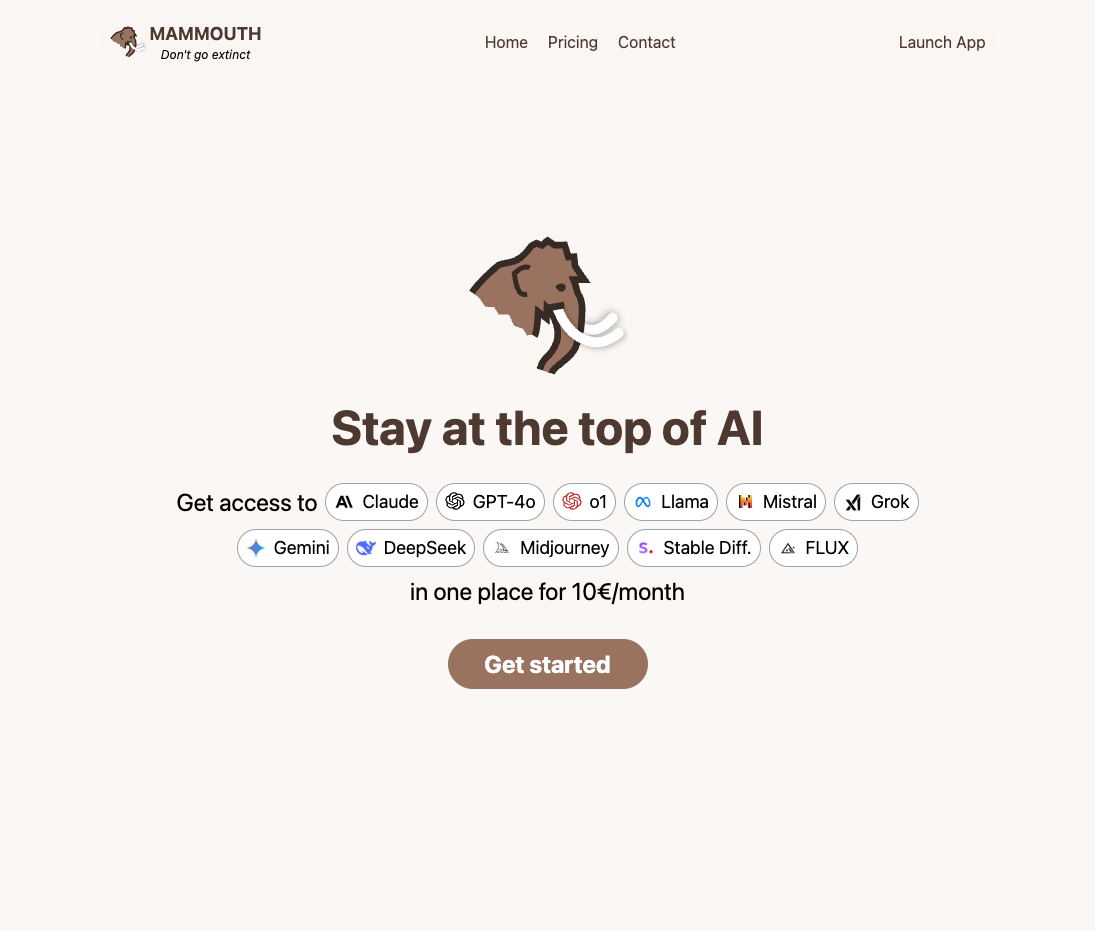 MAMMOUTH
Don't go extinct
Home Pricing Contact
Launch App
Stay at the top of AI
Get access to Claude GPT-4o o1 Llama Mistral Grok
Gemini DeepSeek Midjourney Stable Diff. FLUX
in one place for 10€/month
Get started